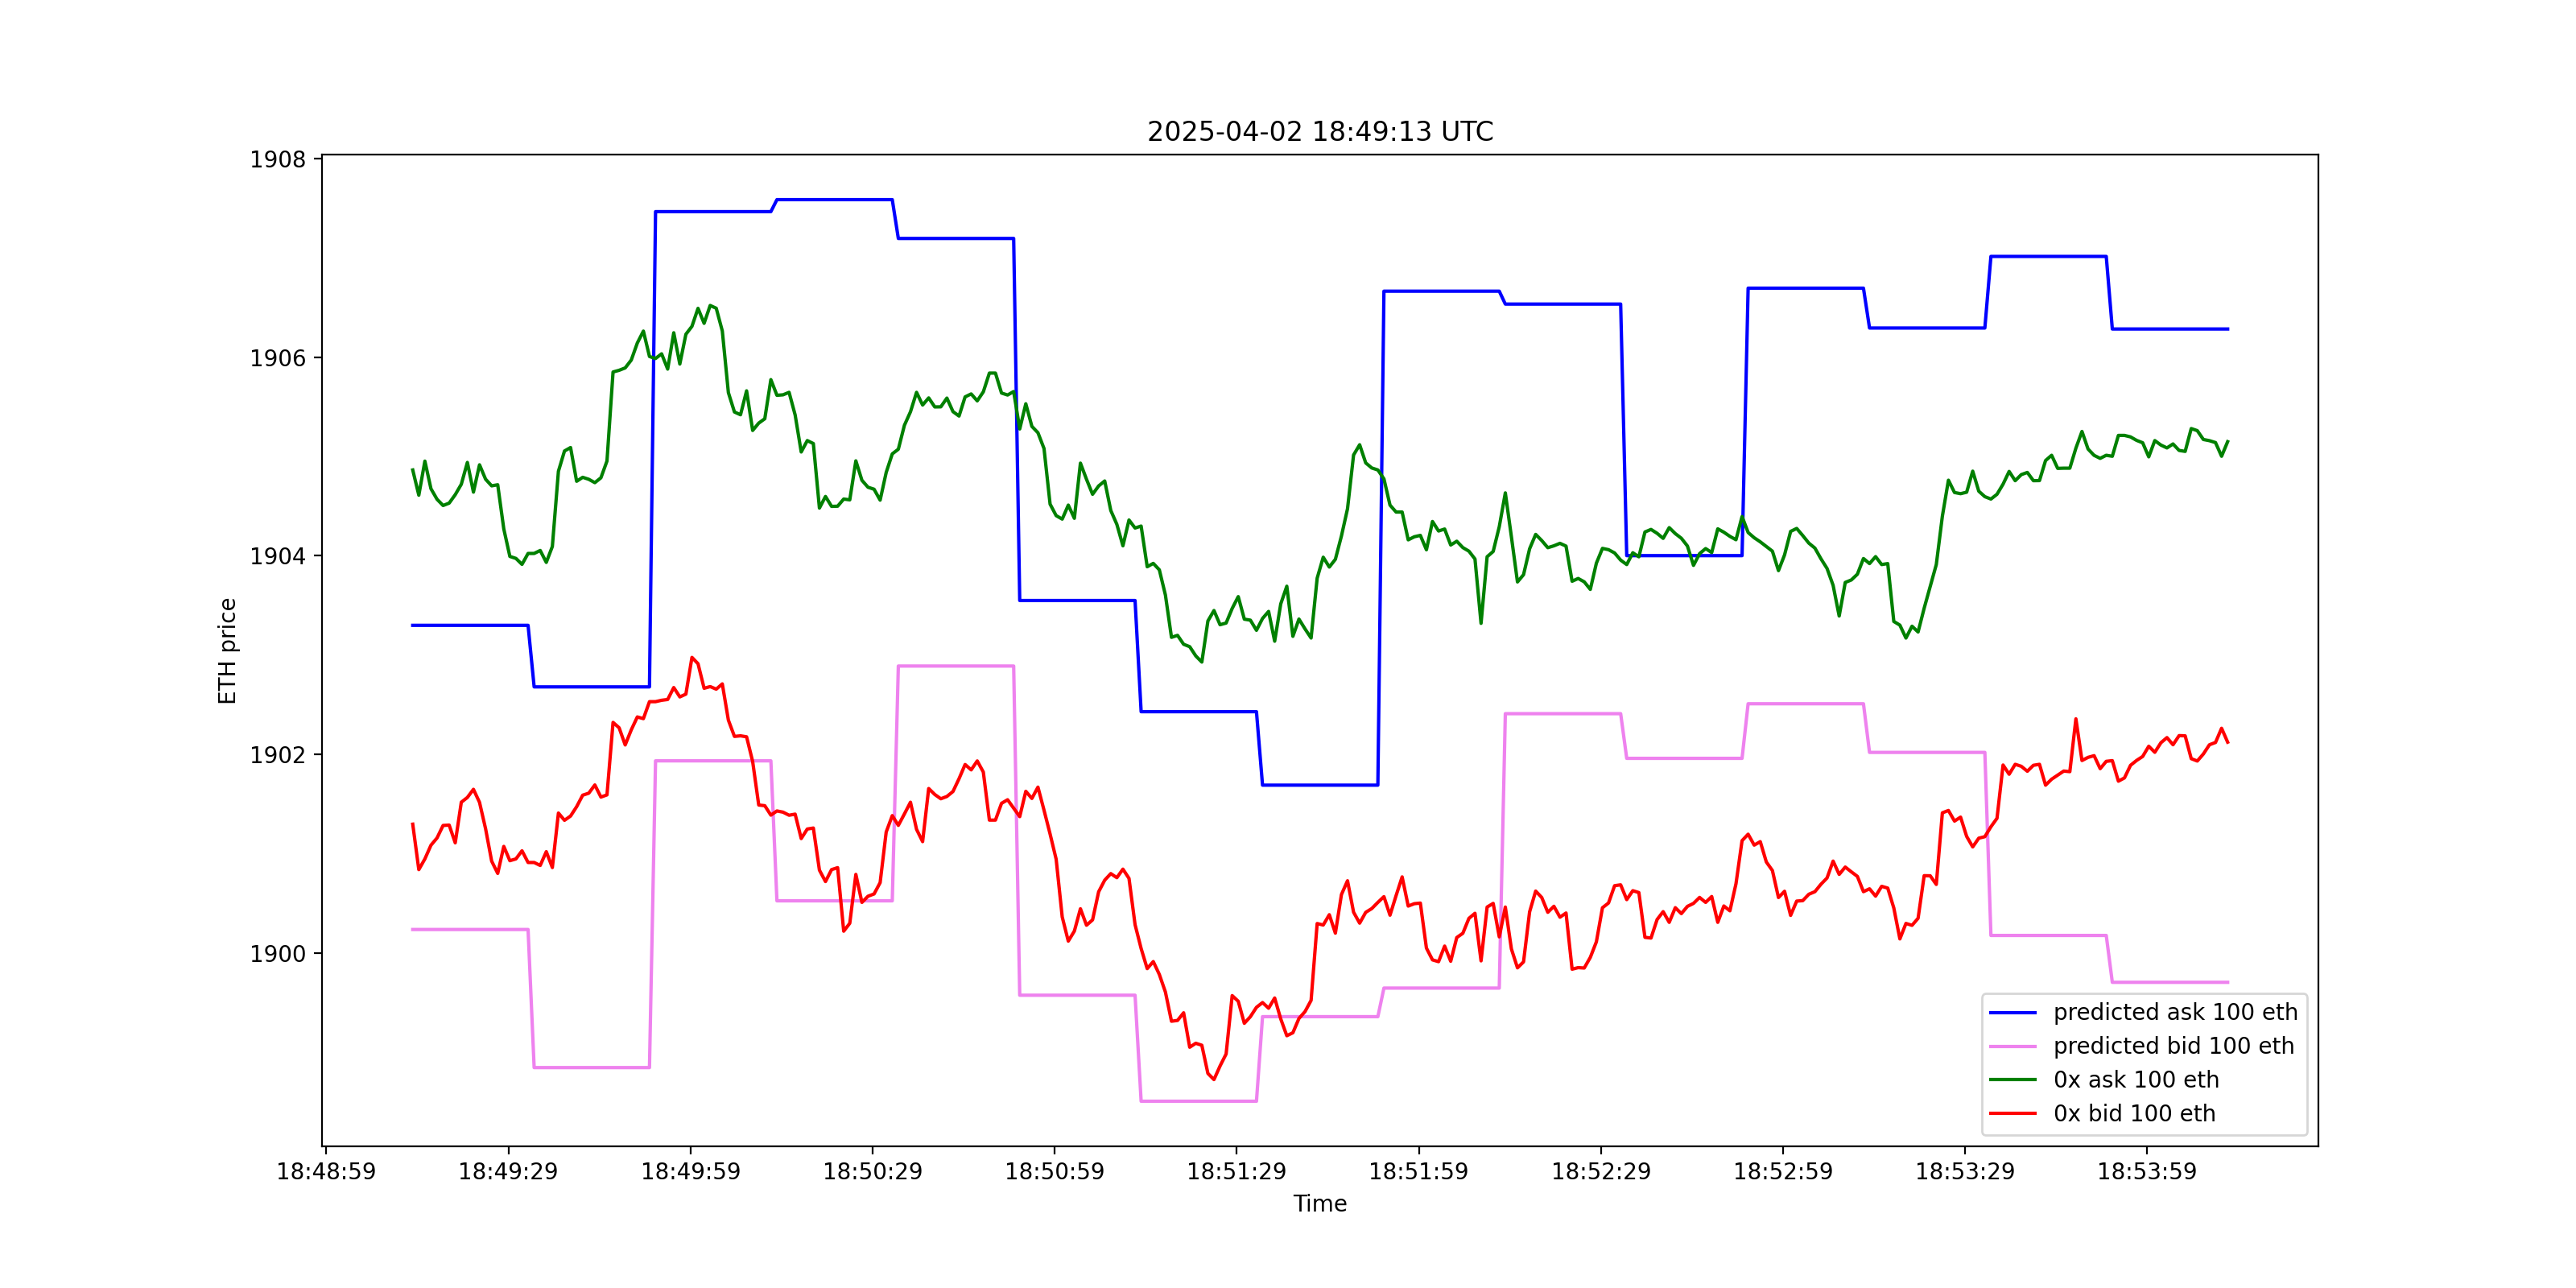 2025-04-02 18:49:13 UTC
1908
1906
1904
1902
1900
ETH price
18:48:59
18:49:29
18:49:59
18:50:29
18:50:59
18:51:29
18:51:59
18:52:29
18:52:59
18:53:29
18:53:59
Time
predicted ask 100 eth
predicted bid 100 eth
0x ask 100 eth
0x bid 100 eth